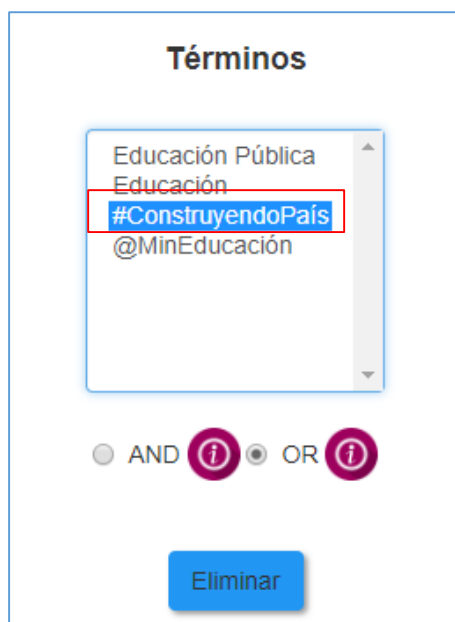 Términos
Educación Pública
Educación
#ConstruyendoPaís
@MinEducación
AND i OR i
Eliminar